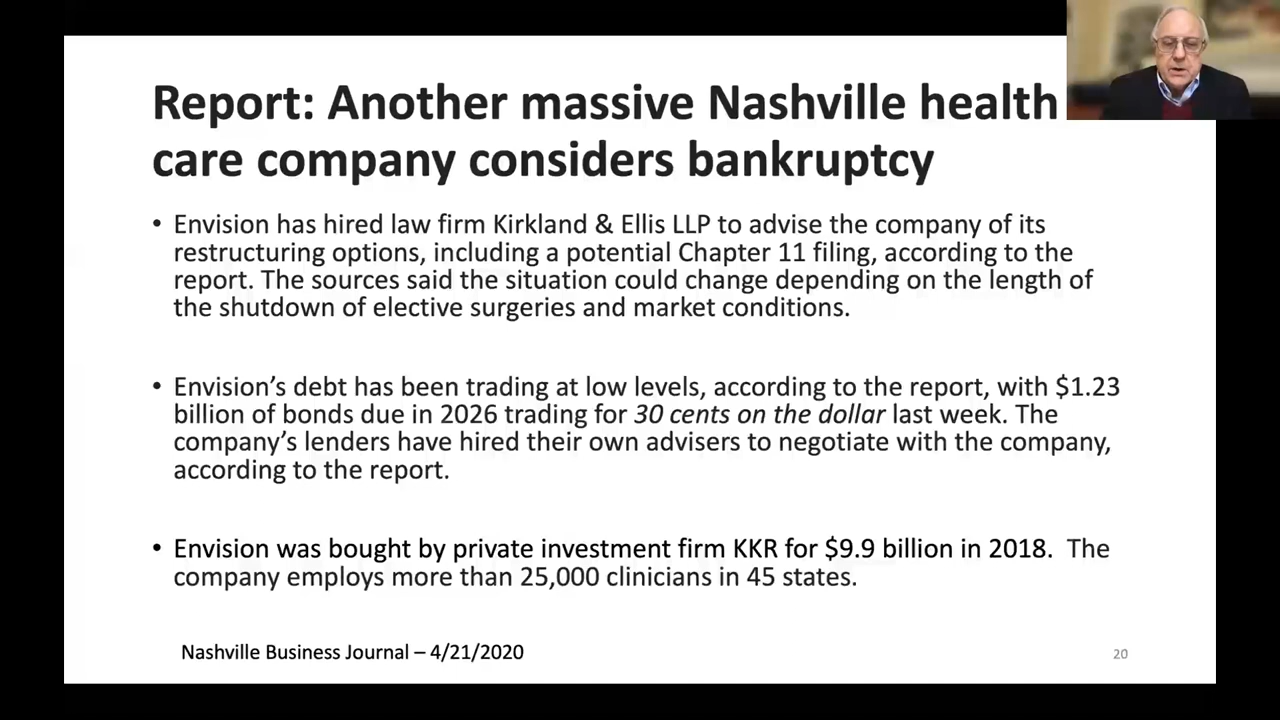 Report: Another massive Nashville health
care company considers bankruptcy
• Envision has hired law firm Kirkland & Ellis LLP to advise the company of its
restructuring options, including a potential Chapter 11 filing, according to the
report. The sources said the situation could change depending on the length of
the shutdown of elective surgeries and market conditions.
• Envision’s debt has been trading at low levels, according to the report, with $1.23
billion of bonds due in 2026 trading for 30 cents on the dollar last week. The
company’s lenders have hired their own advisers to negotiate with the company,
according to the report.
• Envision was bought by private investment firm KKR for $9.9 billion in 2018. The
company employs more than 25,000 clinicians in 45 states.
Nashville Business Journal – 4/21/2020
20